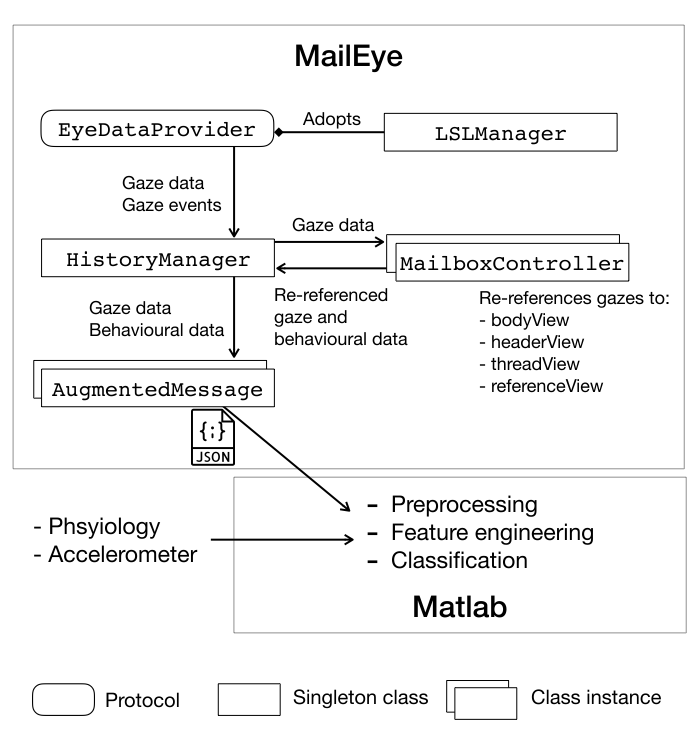 MailEye
EyeDataProvider
Adopts
LSLManager
Gaze data
Gaze events
HistoryManager
Gaze data
MailboxController
Re-referenced
gaze and
behavioural data
Re-references gazes to:
- bodyView
- headerView
- threadView
- referenceView
Gaze data
Behavioural data
AugmentedMessage
{;}
JSON
- Phsyiology
- Accelerometer
- Preprocessing
- Feature engineering
- Classification
Matlab
Protocol
Singleton class
Class instance